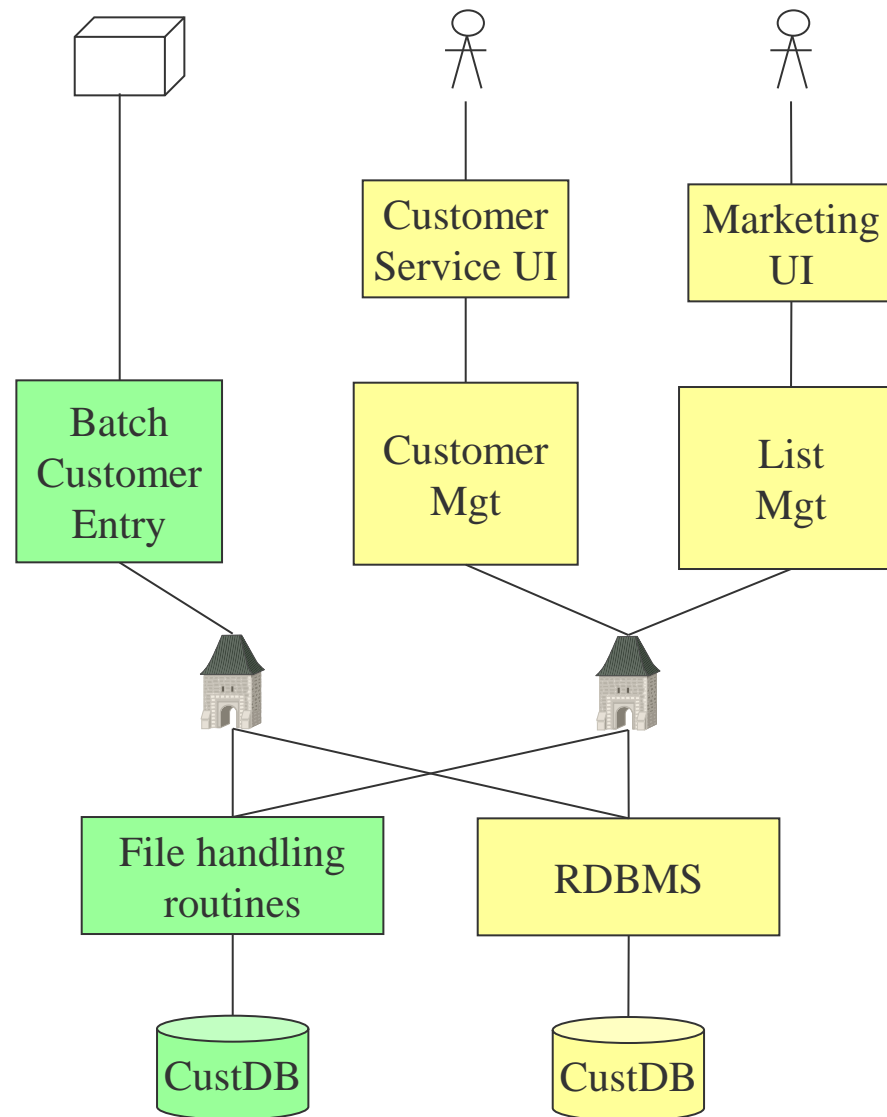 Customer
Service UI
Marketing
UI
Batch
Customer
Entry
Customer
Mgt
List
Mgt
File handling
routines
RDBMS
CustDB
CustDB